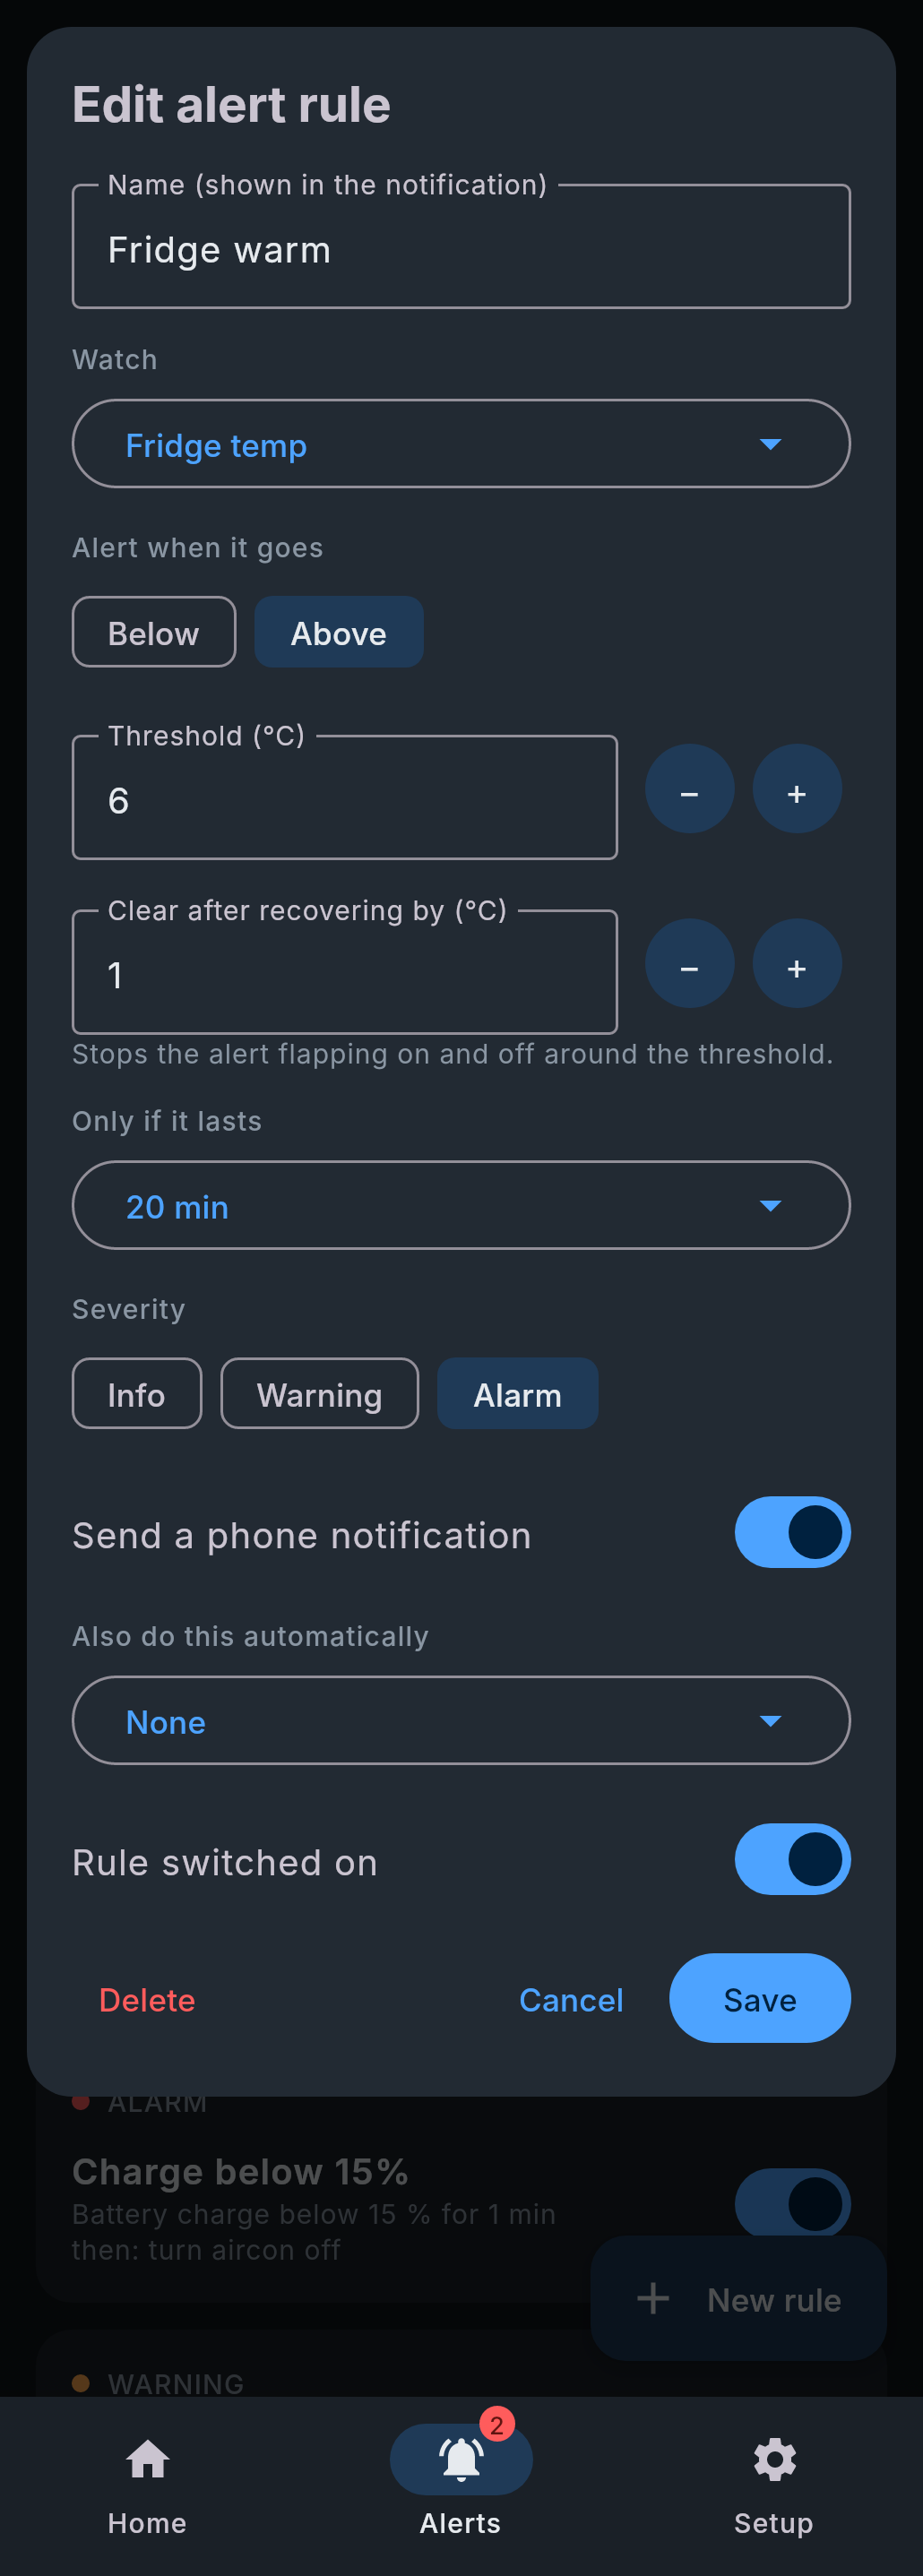 Edit alert rule
Name (shown in the notification)
Fridge warm
Watch
Fridge temp
Alert when it goes
Below
Above
Threshold (°C)
6
−
+
Clear after recovering by (°C)
1
−
+
Stops the alert flapping on and off around the threshold.
Only if it lasts
20 min
Severity
Info
Warning
Alarm
Send a phone notification
Also do this automatically
None
Rule switched on
Delete
Cancel
Save
ALARM
Charge below 15%
Battery charge below 15 % for 1 min
then: turn aircon off
+ New rule
WARNING
2
Home
Alerts
Setup